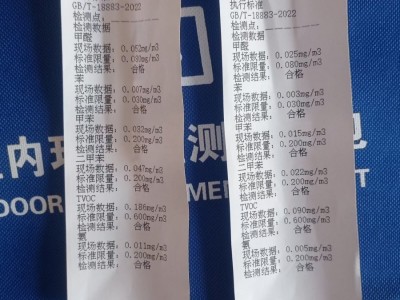 GB/T-18883-2022
检测点:
检测数据
甲醛
现场数据: 0.052mg/m3
标准限量: 0.080mg/m3
检测结果: 合格
苯
现场数据: 0.007mg/m3
标准限量: 0.030mg/m3
检测结果: 合格
甲苯
现场数据: 0.032mg/m3
标准限量: 0.200mg/m3
检测结果: 合格
二甲苯
现场数据: 0.047mg/m3
标准限量: 0.200mg/m3
检测结果: 合格
TVOC
现场数据: 0.186mg/m3
标准限量: 0.600mg/m3
检测结果: 合格
氨
现场数据: 0.011mg/m3
标准限量: 0.200mg/m3
检测结果: 合格
执行标准
GB/T-18883-2022
检测点:
检测数据
甲醛
现场数据: 0.025mg/m3
标准限量: 0.080mg/m3
检测结果: 合格
苯
现场数据: 0.003mg/m3
标准限量: 0.030mg/m3
检测结果: 合格
甲苯
现场数据: 0.015mg/m3
标准限量: 0.200mg/m3
检测结果: 合格
二甲苯
现场数据: 0.022mg/m3
标准限量: 0.200mg/m3
检测结果: 合格
TVOC
现场数据: 0.090mg/m3
标准限量: 0.600mg/m3
检测结果: 合格
氨
现场数据: 0.005mg/m3
标准限量: 0.200mg/m3
检测结果: 合格
内环 测
DOOR MENT